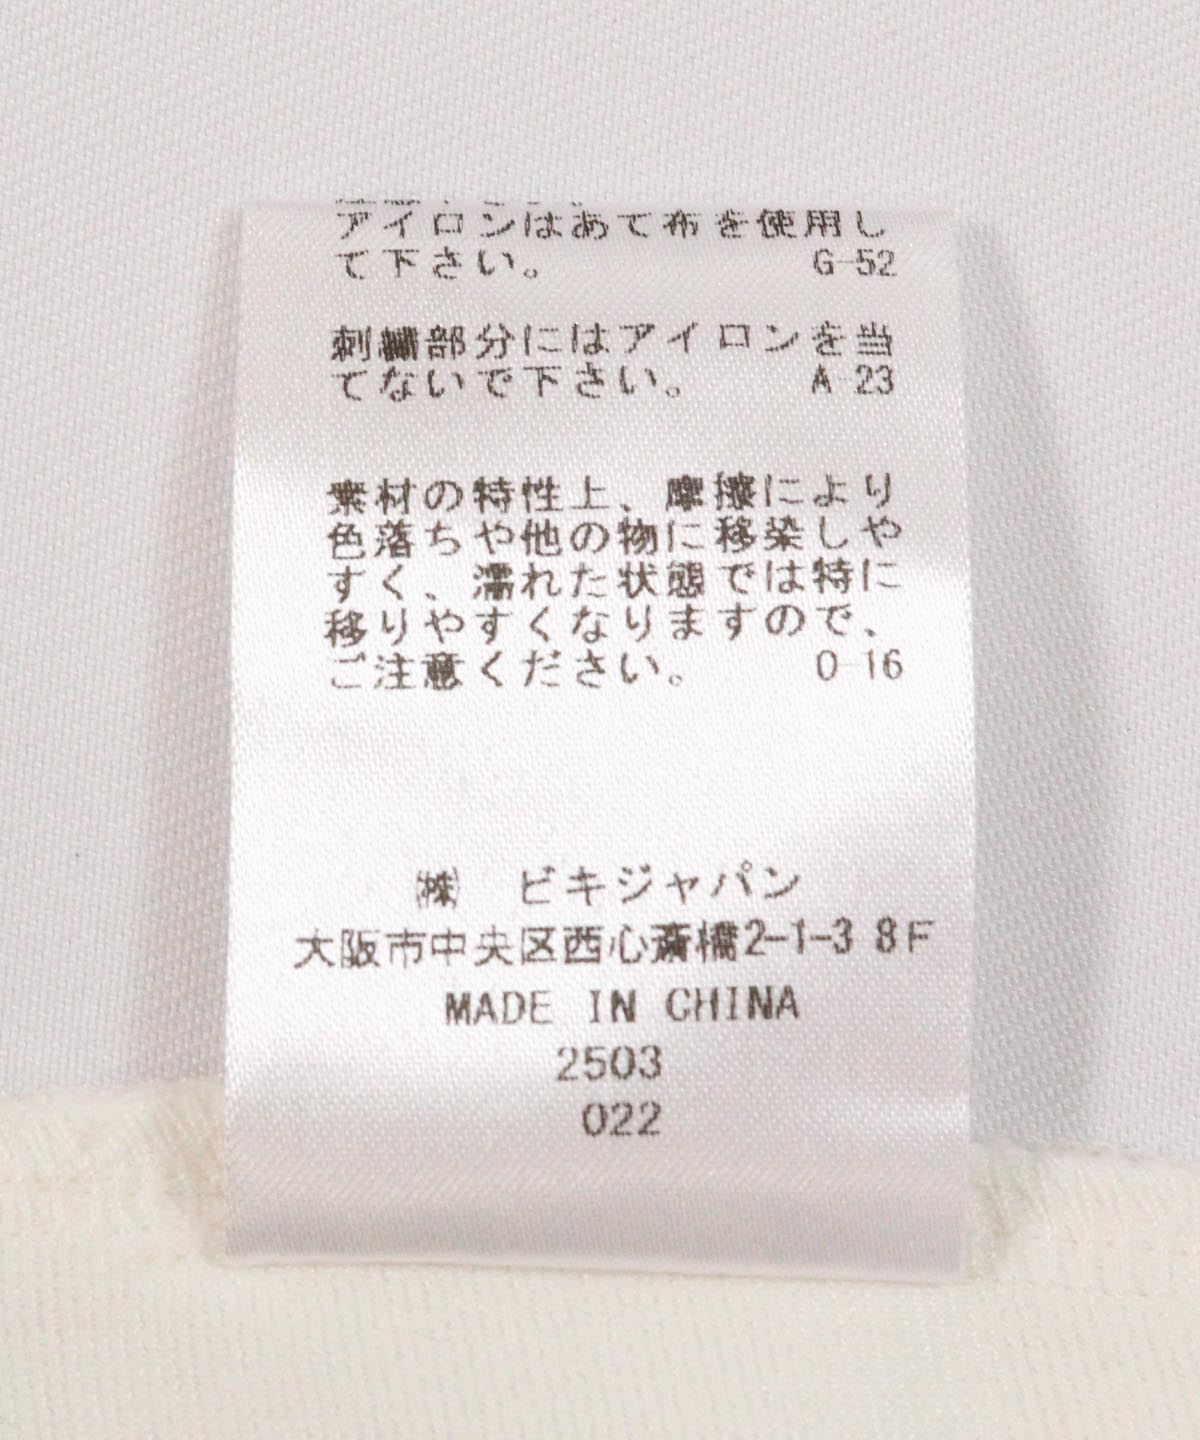 アイロンはあて布を使用し
て下さい。 G-52
刺繍部分にはアイロンを当
てないで下さい。 A-23
素材の特性上、摩擦により
色落ちや他の物に移染しや
すく、濡れた状態では特に
移りやすくなりますので、
ご注意ください。 O-16
㈱ ビキジャパン
大阪市中央区西心斎橋2-1-3 8F
MADE IN CHINA
2503
022